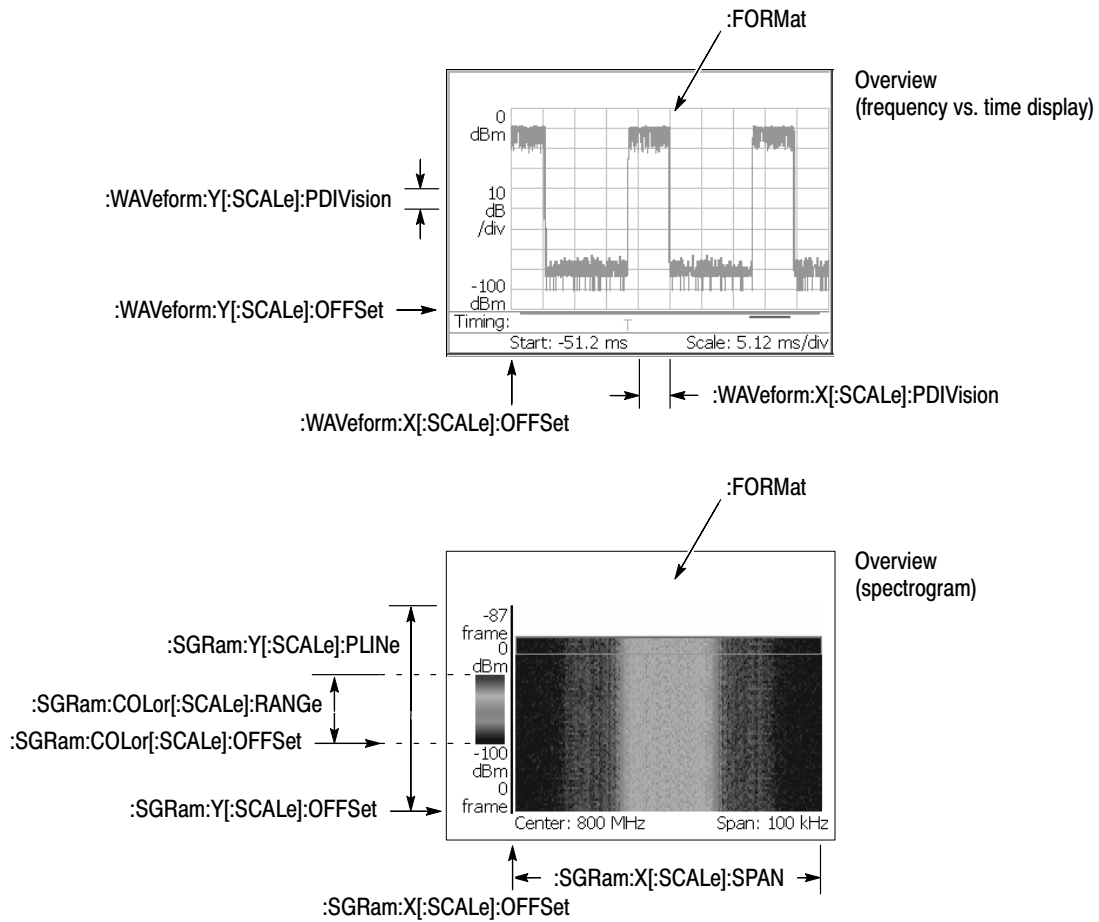 :FORMat
Overview
(frequency vs. time display)
0
dBm
:WAVeform:Y[:SCALe]:PDIVision
10
dB
/div
-100
dBm
:WAVeform:Y[:SCALe]:OFFSet
Timing:
T
Start: -51.2 ms
Scale: 5.12 ms/div
:WAVeform:X[:SCALe]:PDIVision
:WAVeform:X[:SCALe]:OFFSet
:FORMat
Overview
(spectrogram)
-87
frame
0
dBm
:SGRam:Y[:SCALe]:PLINe
:SGRam:COLor[:SCALe]:RANGe
:SGRam:COLor[:SCALe]:OFFSet
-100
dBm
0
frame
:SGRam:Y[:SCALe]:OFFSet
Center: 800 MHz
Span: 100 kHz
:SGRam:X[:SCALe]:SPAN
:SGRam:X[:SCALe]:OFFSet